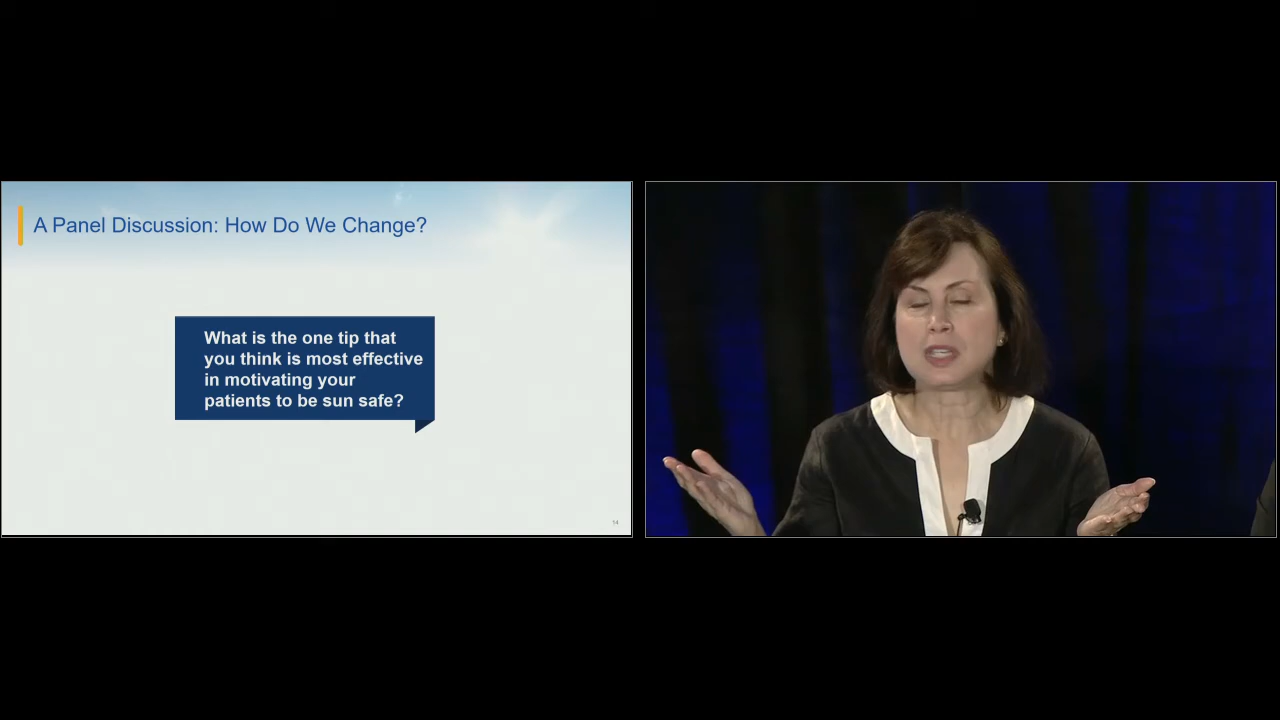 A Panel Discussion: How Do We Change?
What is the one tip that
you think is most effective
in motivating your
patients to be sun safe?
14